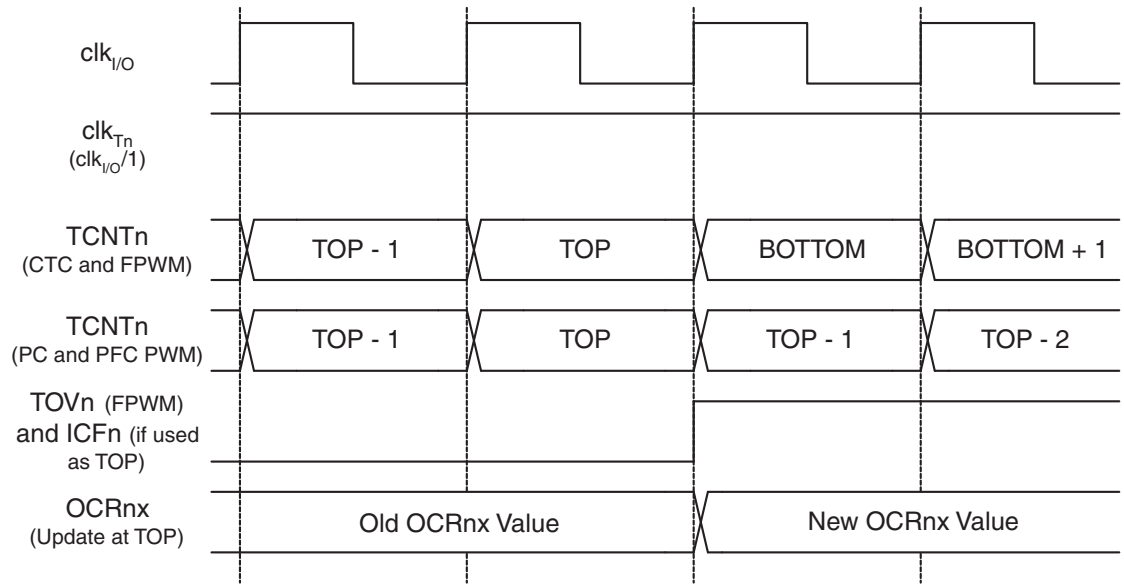 clkI/O
clkTn
(clkI/O/1)
TCNTn
(CTC and FPWM)
TOP - 1
TOP
BOTTOM
BOTTOM + 1
TCNTn
(PC and PFC PWM)
TOP - 1
TOP
TOP - 1
TOP - 2
TOVn (FPWM)
and ICFn (if used
as TOP)
OCRnx
(Update at TOP)
Old OCRnx Value
New OCRnx Value